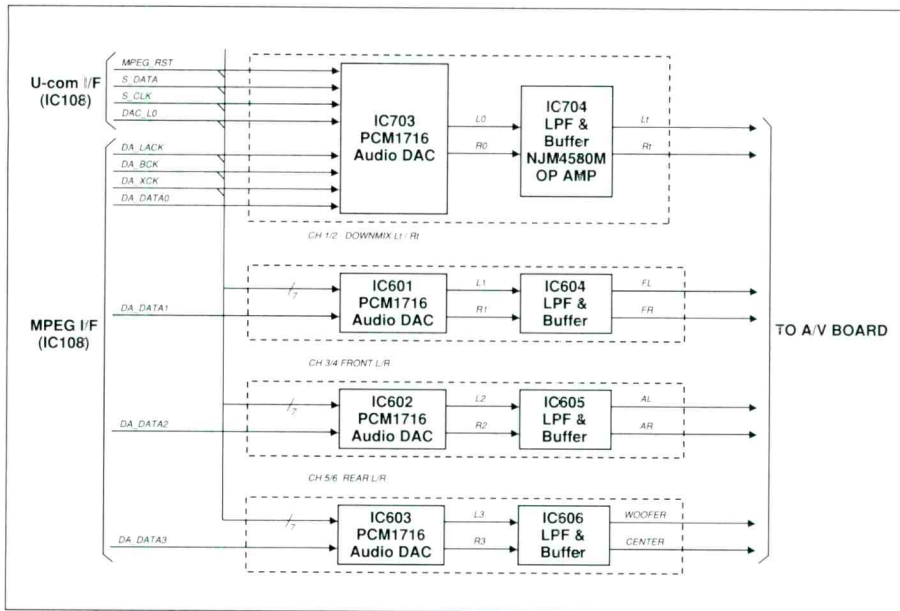 U-com I/F
(IC108)
MPEG_RST
S_DATA
S_CLK
DAC_L0
DA_LACK
DA_BCK
DA_XCK
DA_DATA0
IC703
PCM1716
Audio DAC
L0
R0
IC704
LPF &
Buffer
NJM4580M
OP AMP
Lt
Rt
CH 1/2 DOWNMIX Lt / Rt
MPEG I/F
(IC108)
DA_DATA1
7
IC601
PCM1716
Audio DAC
L1
R1
IC604
LPF &
Buffer
FL
FR
TO A/V BOARD
CH 3/4 FRONT L/R
DA_DATA2
7
IC602
PCM1716
Audio DAC
L2
R2
IC605
LPF &
Buffer
AL
AR
CH 5/6 REAR L/R
DA_DATA3
7
IC603
PCM1716
Audio DAC
L3
R3
IC606
LPF &
Buffer
WOOFER
CENTER